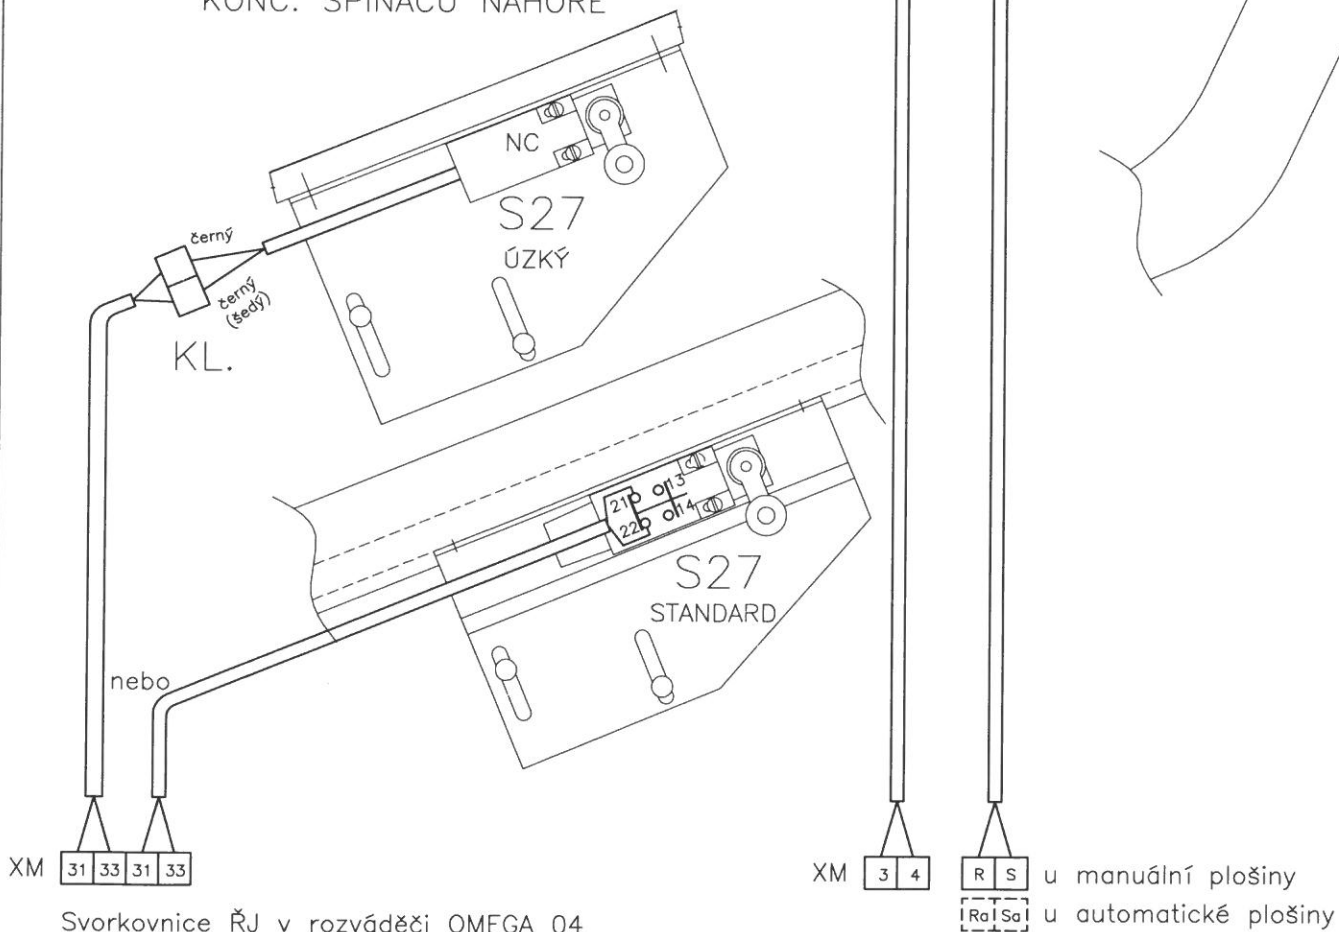 KONC. SPÍNAČŮ NAHOŘE
NC
S27
ÚZKÝ
černý
černý
(šedý)
KL.
21
13
22
14
S27
STANDARD
nebo
XM 31 33 31 33
XM 3 4
R S u manuální plošiny
Ra Sa u automatické plošiny
Svorkovnice ŘJ v rozváděči OMEGA 04